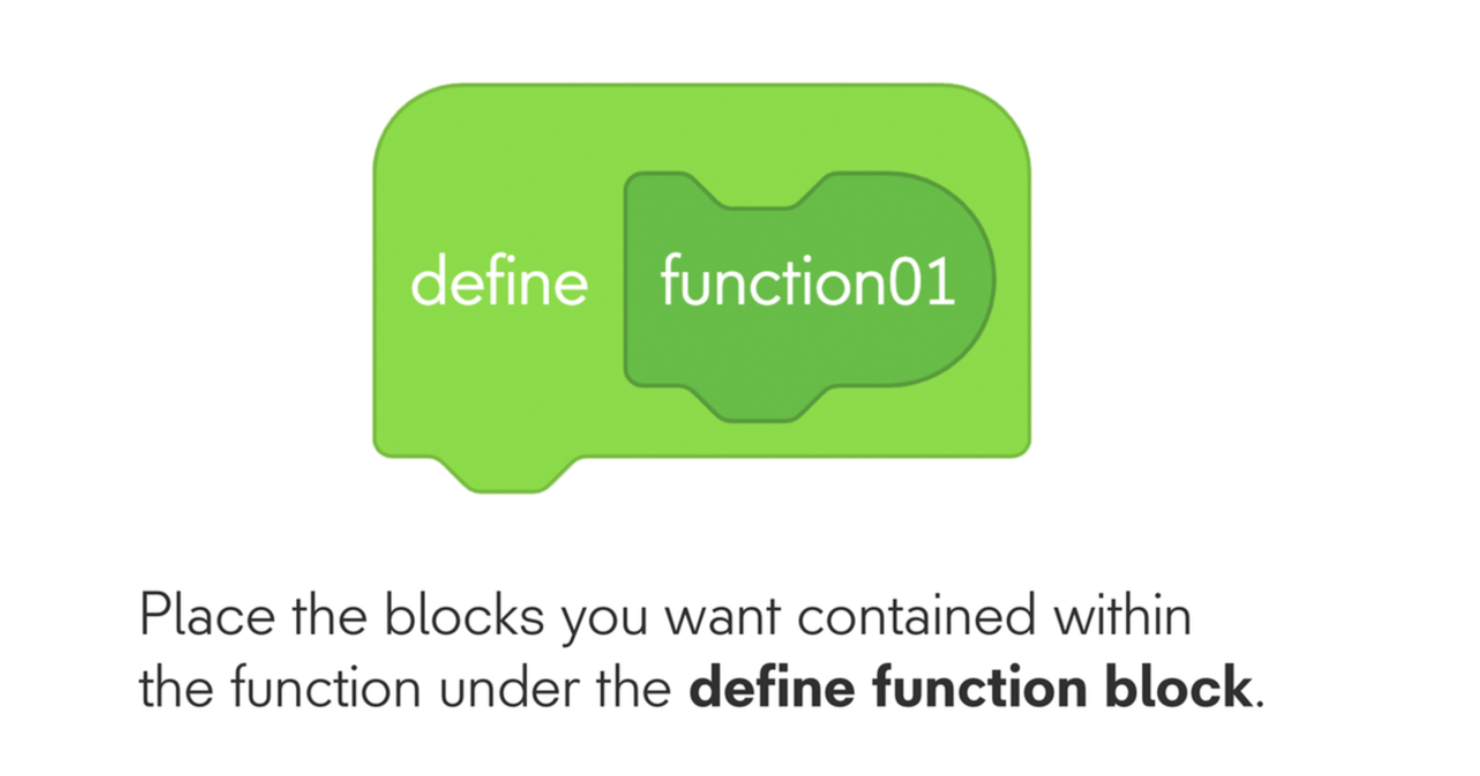 define function01
Place the blocks you want contained within
the function under the define function block.